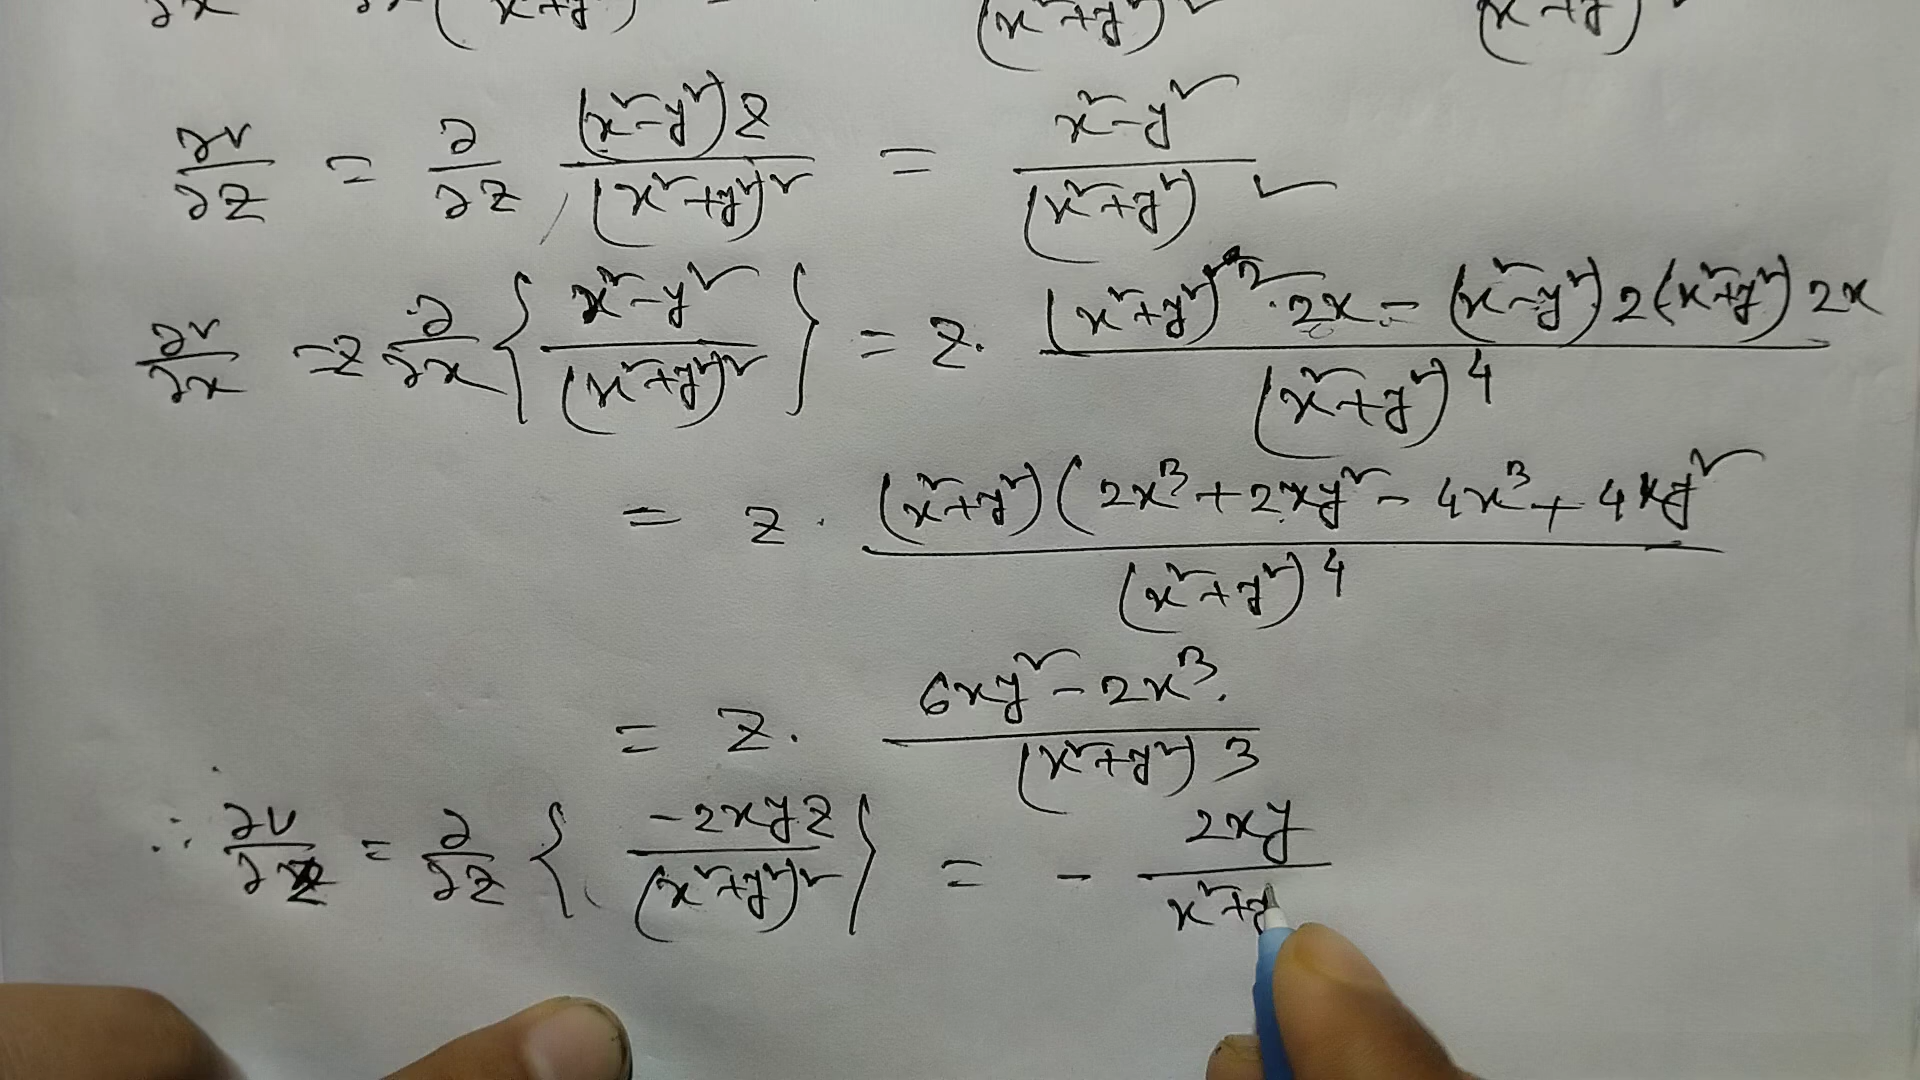 ∂v/∂z = ∂/∂z (x²-y²)z/(x²+y²)² = x²-y²/(x²+y²)
∂v/∂x = z ∂/∂x {x²-y²/(x²+y²)²} = z. (x²+y²)² . 2x - (x²-y²) 2(x²+y²) 2x/(x²+y²)⁴
= z . (x²+y²)(2x³+2xy²-4x³+4xy²/(x²+y²)⁴
= z. 6xy²-2x³/(x²+y²)3
∴ ∂u/∂z = ∂/∂z {-2xyz/(x²+y²)²} = - 2xy/x²+y